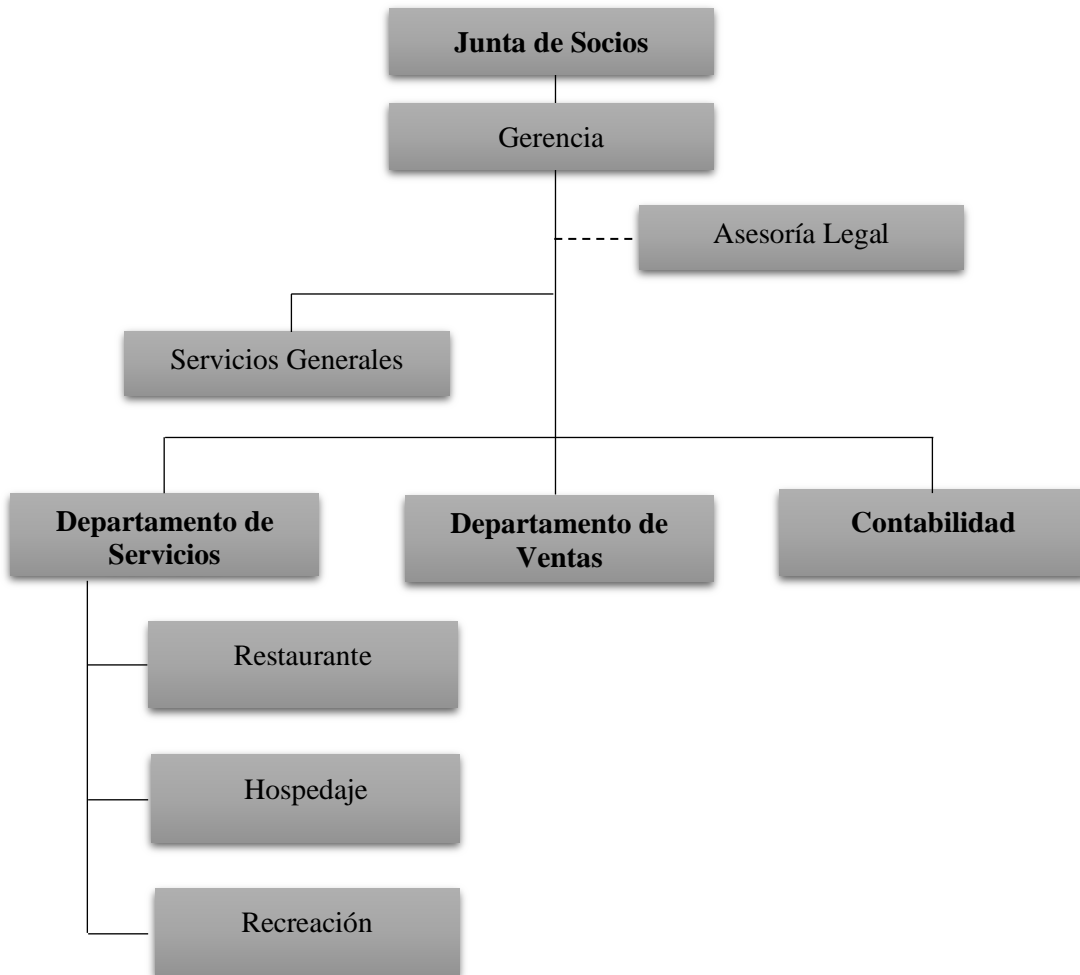 Junta de Socios
Gerencia
Asesoría Legal
Servicios Generales
Departamento de
Servicios
Departamento de
Ventas
Contabilidad
Restaurante
Hospedaje
Recreación